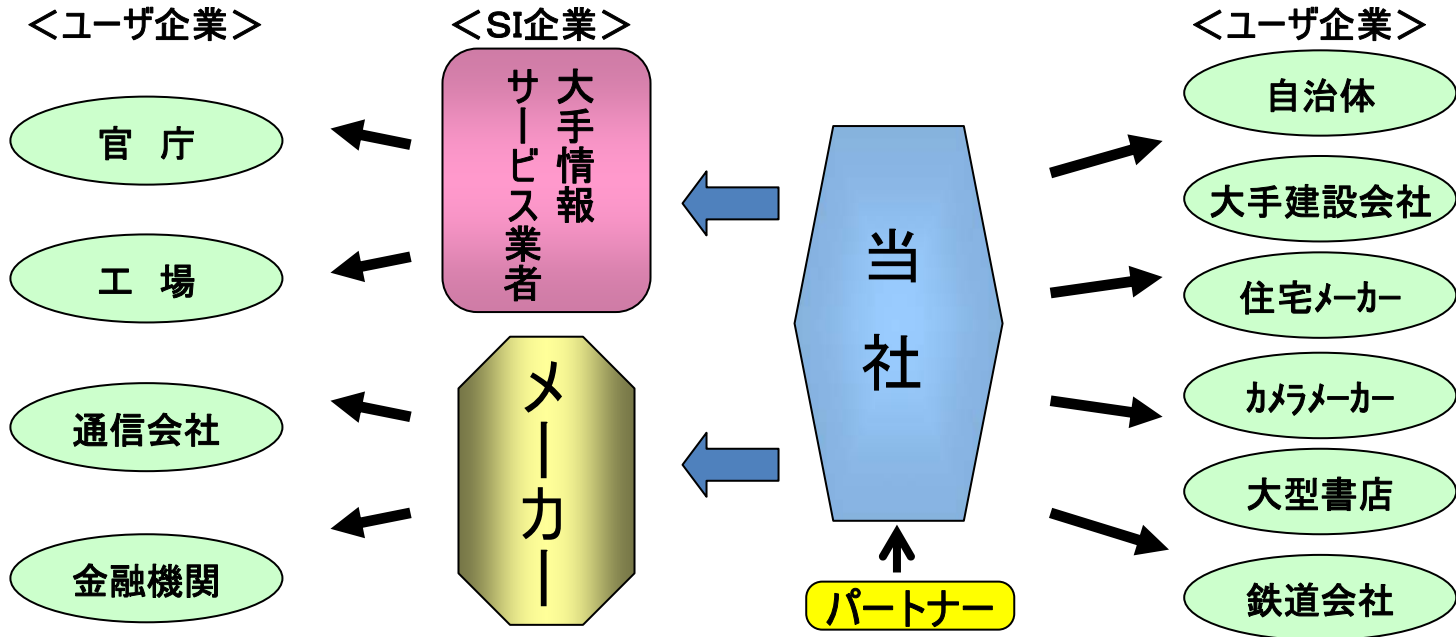 <ユーザ企業>
<SI企業>
<ユーザ企業>
官 庁
工 場
通信会社
金融機関
大手情報
サービス業者
メーカー
当社
パートナー
自治体
大手建設会社
住宅メーカー
カメラメーカー
大型書店
鉄道会社